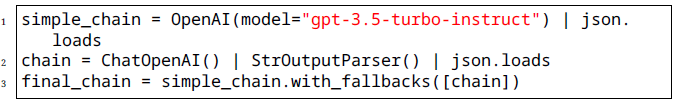 1 simple_chain = OpenAI(model="gpt-3.5-turbo-instruct") | json.
loads
2 chain = ChatOpenAI() | StrOutputParser() | json.loads
3 final_chain = simple_chain.with_fallbacks([chain])